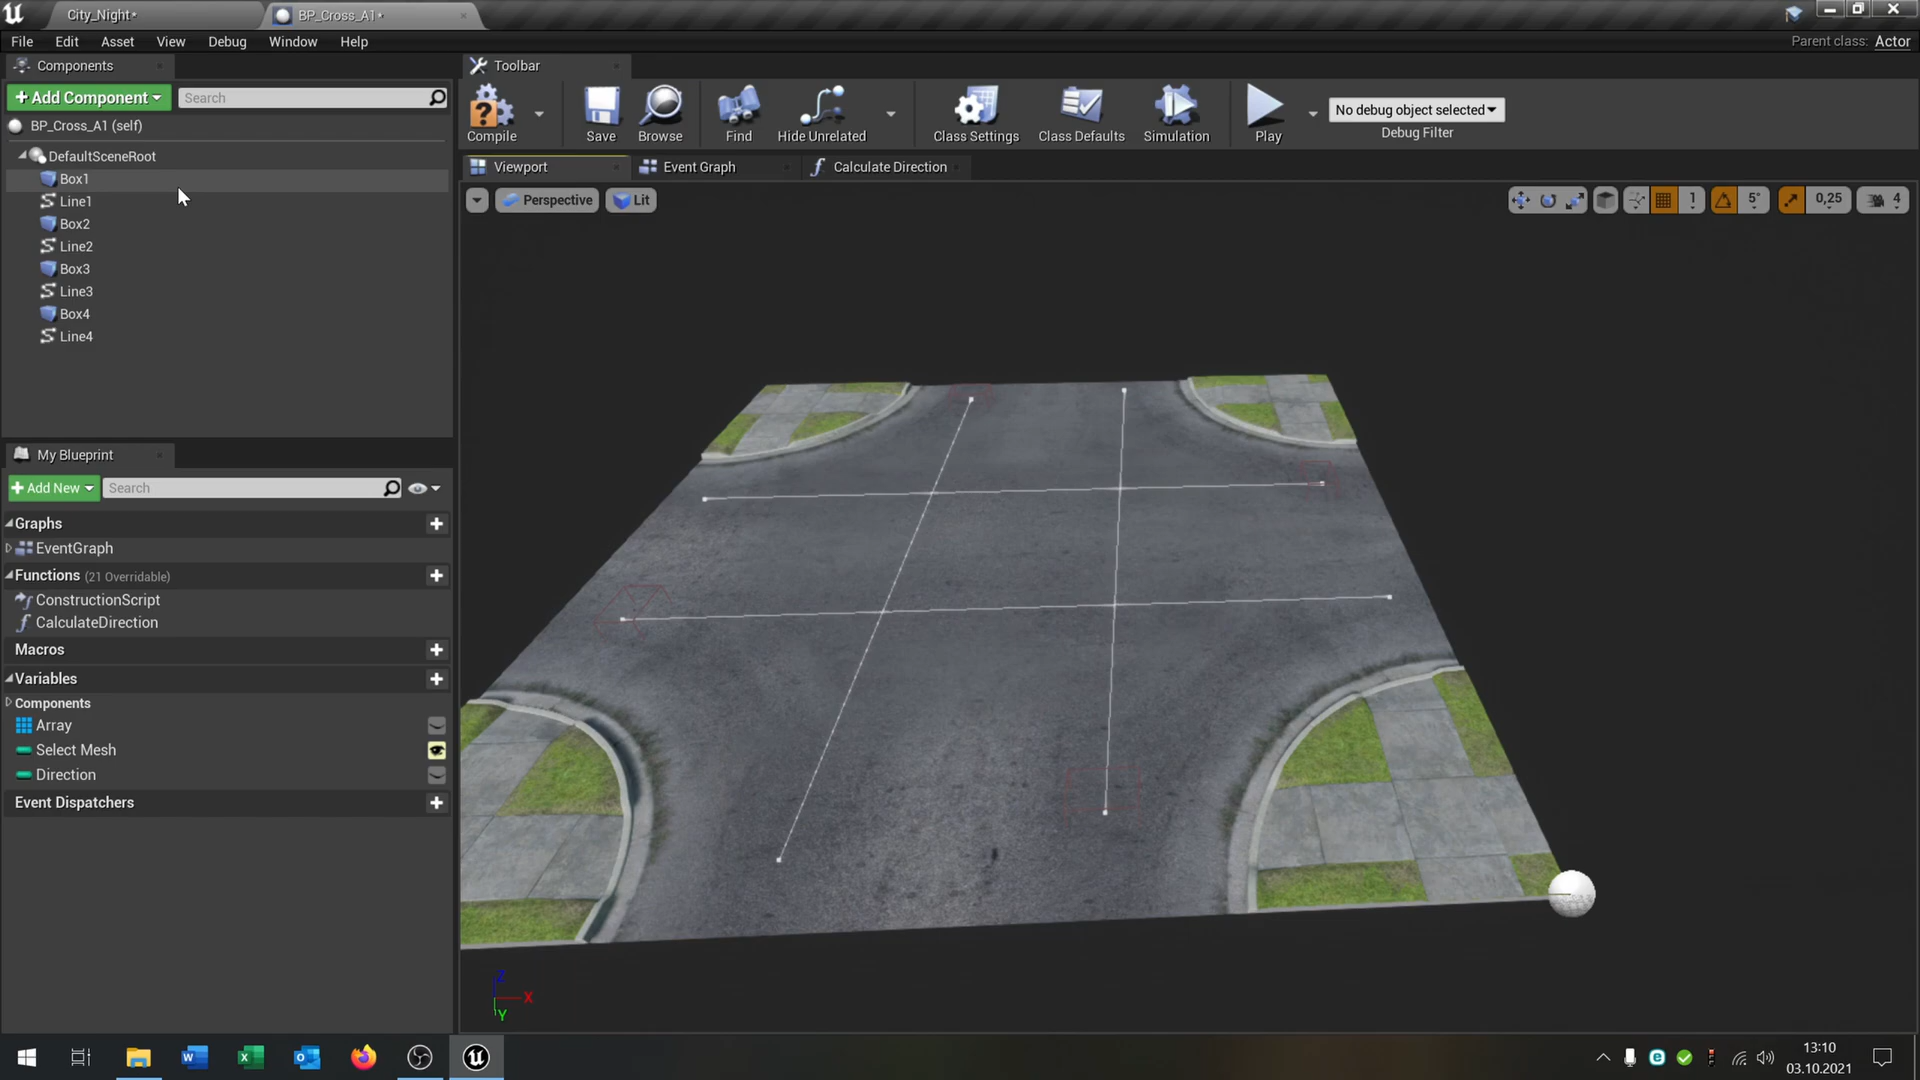 City_Night*
BP_Cross_A1*
File Edit Asset View Debug Window Help
Parent class: Actor
Components
+ Add Component
Search
BP_Cross_A1 (self)
DefaultSceneRoot
Box1
Line1
Box2
Line2
Box3
Line3
Box4
Line4
Toolbar
Compile
Save
Browse
Find
Hide Unrelated
Class Settings
Class Defaults
Simulation
Play
No debug object selected
Debug Filter
Viewport
Event Graph
Calculate Direction
Perspective
Lit
1
5°
0,25
4
My Blueprint
+ Add New
Search
Graphs
EventGraph
Functions (21 Overridable)
ConstructionScript
CalculateDirection
Macros
Variables
Components
Array
Select Mesh
Direction
Event Dispatchers
Z
X
Y
13:10
03.10.2021